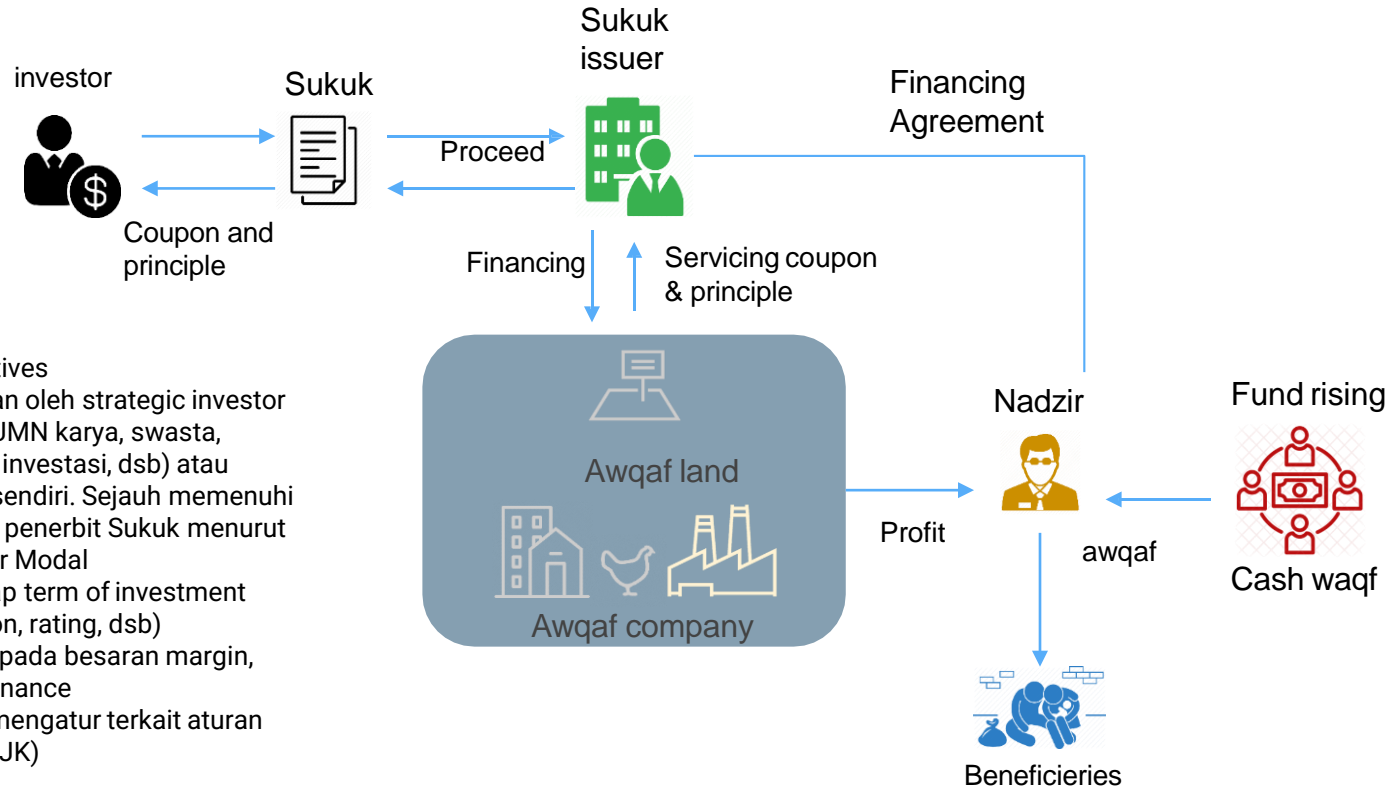 investor
Sukuk
Sukuk
issuer
Financing
Agreement
Proceed
$
Coupon and
principle
Financing
Servicing coupon
& principle
tives
an oleh strategic investor
UMN karya, swasta,
investasi, dsb) atau
sendiri. Sejauh memenuhi
penerbit Sukuk menurut
r Modal
ap term of investment
on, rating, dsb)
pada besaran margin,
nance
mengatur terkait aturan
JK)
Awqaf land
Awqaf company
Profit
Nadzir
awqaf
Fund rising
Cash waqf
Beneficieries